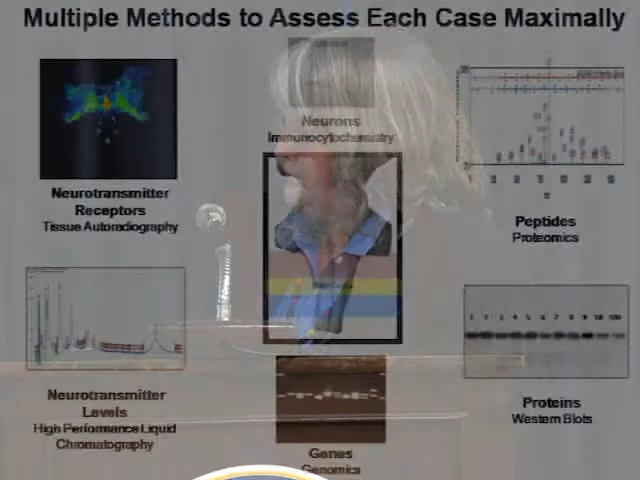 Multiple Methods to Assess Each Case Maximally
Neurons
Immunocytochemistry
Neurotransmitter
Receptors
Tissue Autoradiography
Peptides
Proteomics
Neurotransmitter
Levels
High Performance Liquid
Chromatography
Genes
Genomics
Proteins
Western Blots